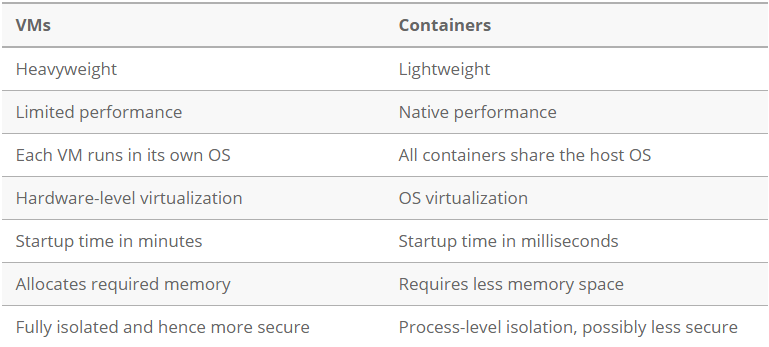 VMs Containers
Heavyweight Lightweight
Limited performance Native performance
Each VM runs in its own OS All containers share the host OS
Hardware-level virtualization OS virtualization
Startup time in minutes Startup time in milliseconds
Allocates required memory Requires less memory space
Fully isolated and hence more secure Process-level isolation, possibly less secure